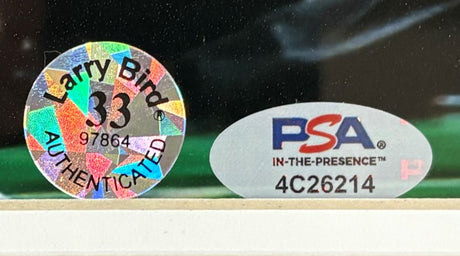 Larry Bird®
33
97864
AUTHENTICATED
PSA®
IN-THE-PRESENCE™
4C26214